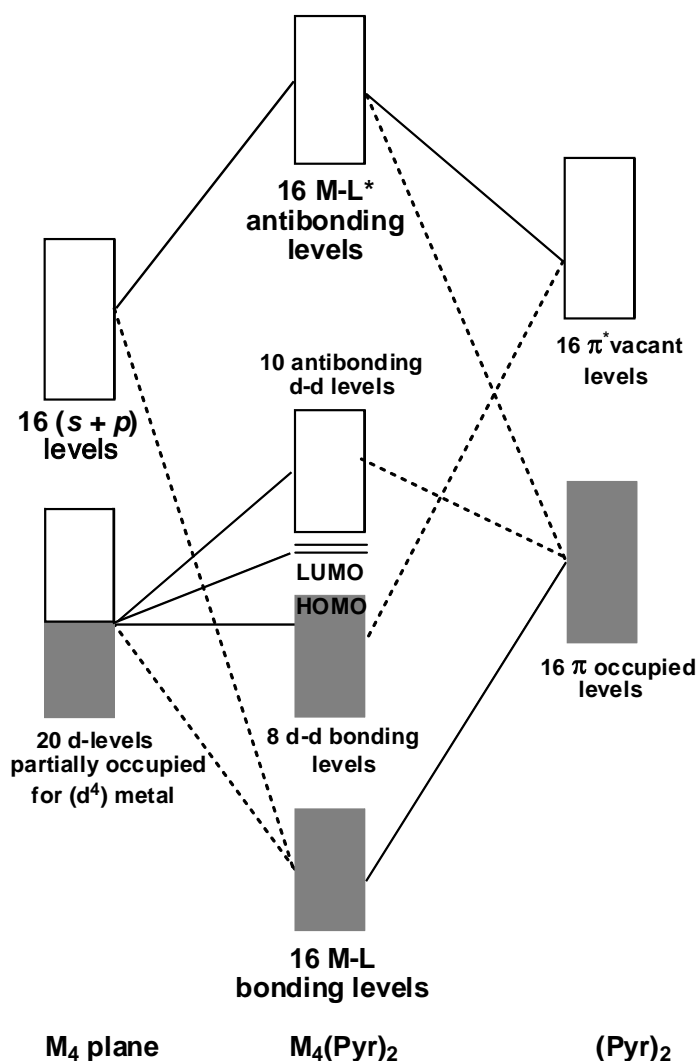 16 M-L*
antibonding
levels
16 (s + p)
levels
10 antibonding
d-d levels
16 π* vacant
levels
LUMO
HOMO
20 d-levels
partially occupied
for (d⁴) metal
8 d-d bonding
levels
16 π occupied
levels
16 M-L
bonding levels
M₄ plane
M₄(Pyr)₂
(Pyr)₂